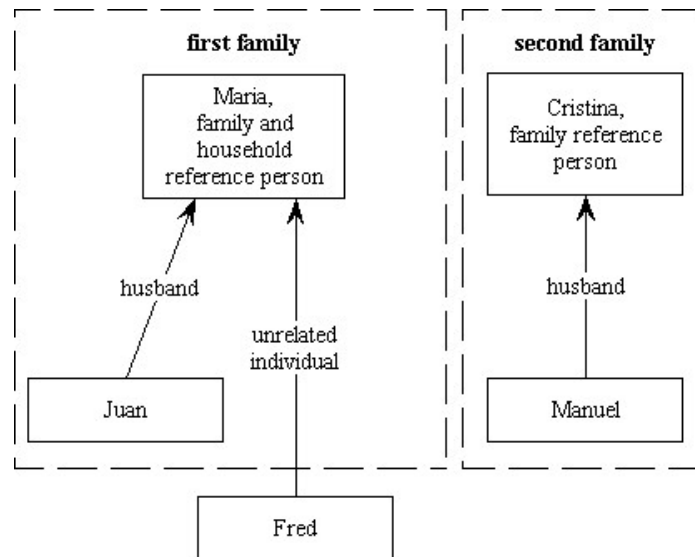 first family
Maria,
family and
household
reference person
husband
unrelated
individual
Juan
Fred
second family
Cristina,
family reference
person
husband
Manuel